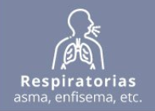 Respiratorias
asma, enfisema, etc.